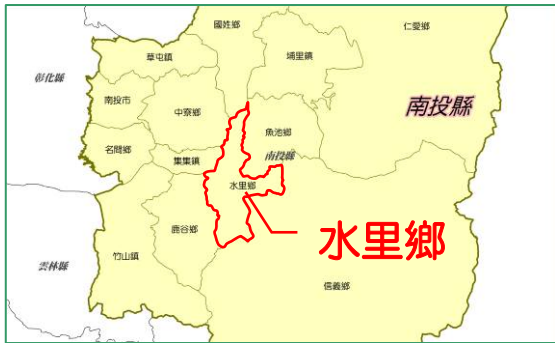 國姓鄉
仁愛鄉
草屯鎮
埔里鎮
彰化縣
南投市
中寮鄉
南投縣
魚池鄉
名間鄉
集集鎮
南投縣
水里鄉
鹿谷鄉
水里鄉
竹山鎮
雲林縣
信義鄉